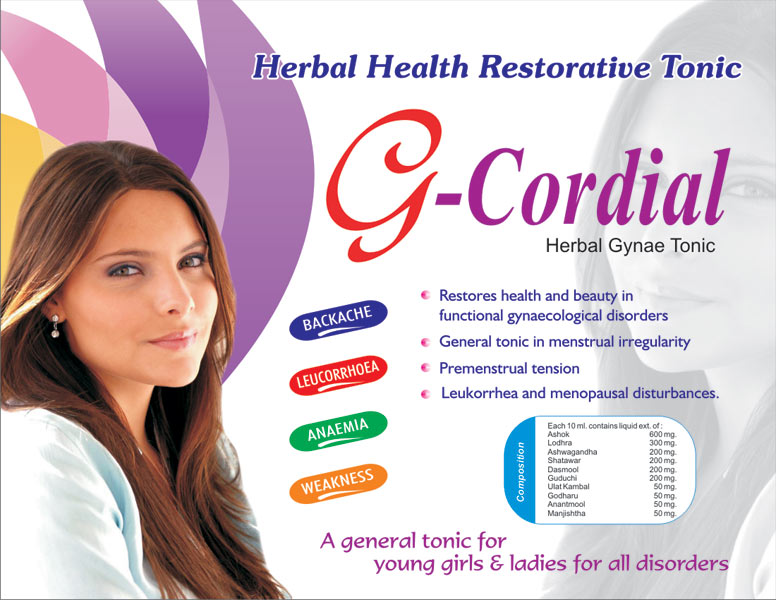 Herbal Health Restorative Tonic
G-Cordial
Herbal Gynae Tonic
BACKACHE
LEUCORRHOEA
ANAEMIA
WEAKNESS
Restores health and beauty in
functional gynaecological disorders
General tonic in menstrual irregularity
Premenstrual tension
Leukorrhea and menopausal disturbances.
Composition
Each 10 ml. contains liquid ext. of :
Ashok 600 mg.
Lodhra 300 mg.
Ashwagandha 200 mg.
Shatawar 200 mg.
Dasmool 200 mg.
Guduchi 200 mg.
Ulat Kambal 50 mg.
Godharu 50 mg.
Anantmool 50 mg.
Manjishtha 50 mg.
A general tonic for
young girls & ladies for all disorders